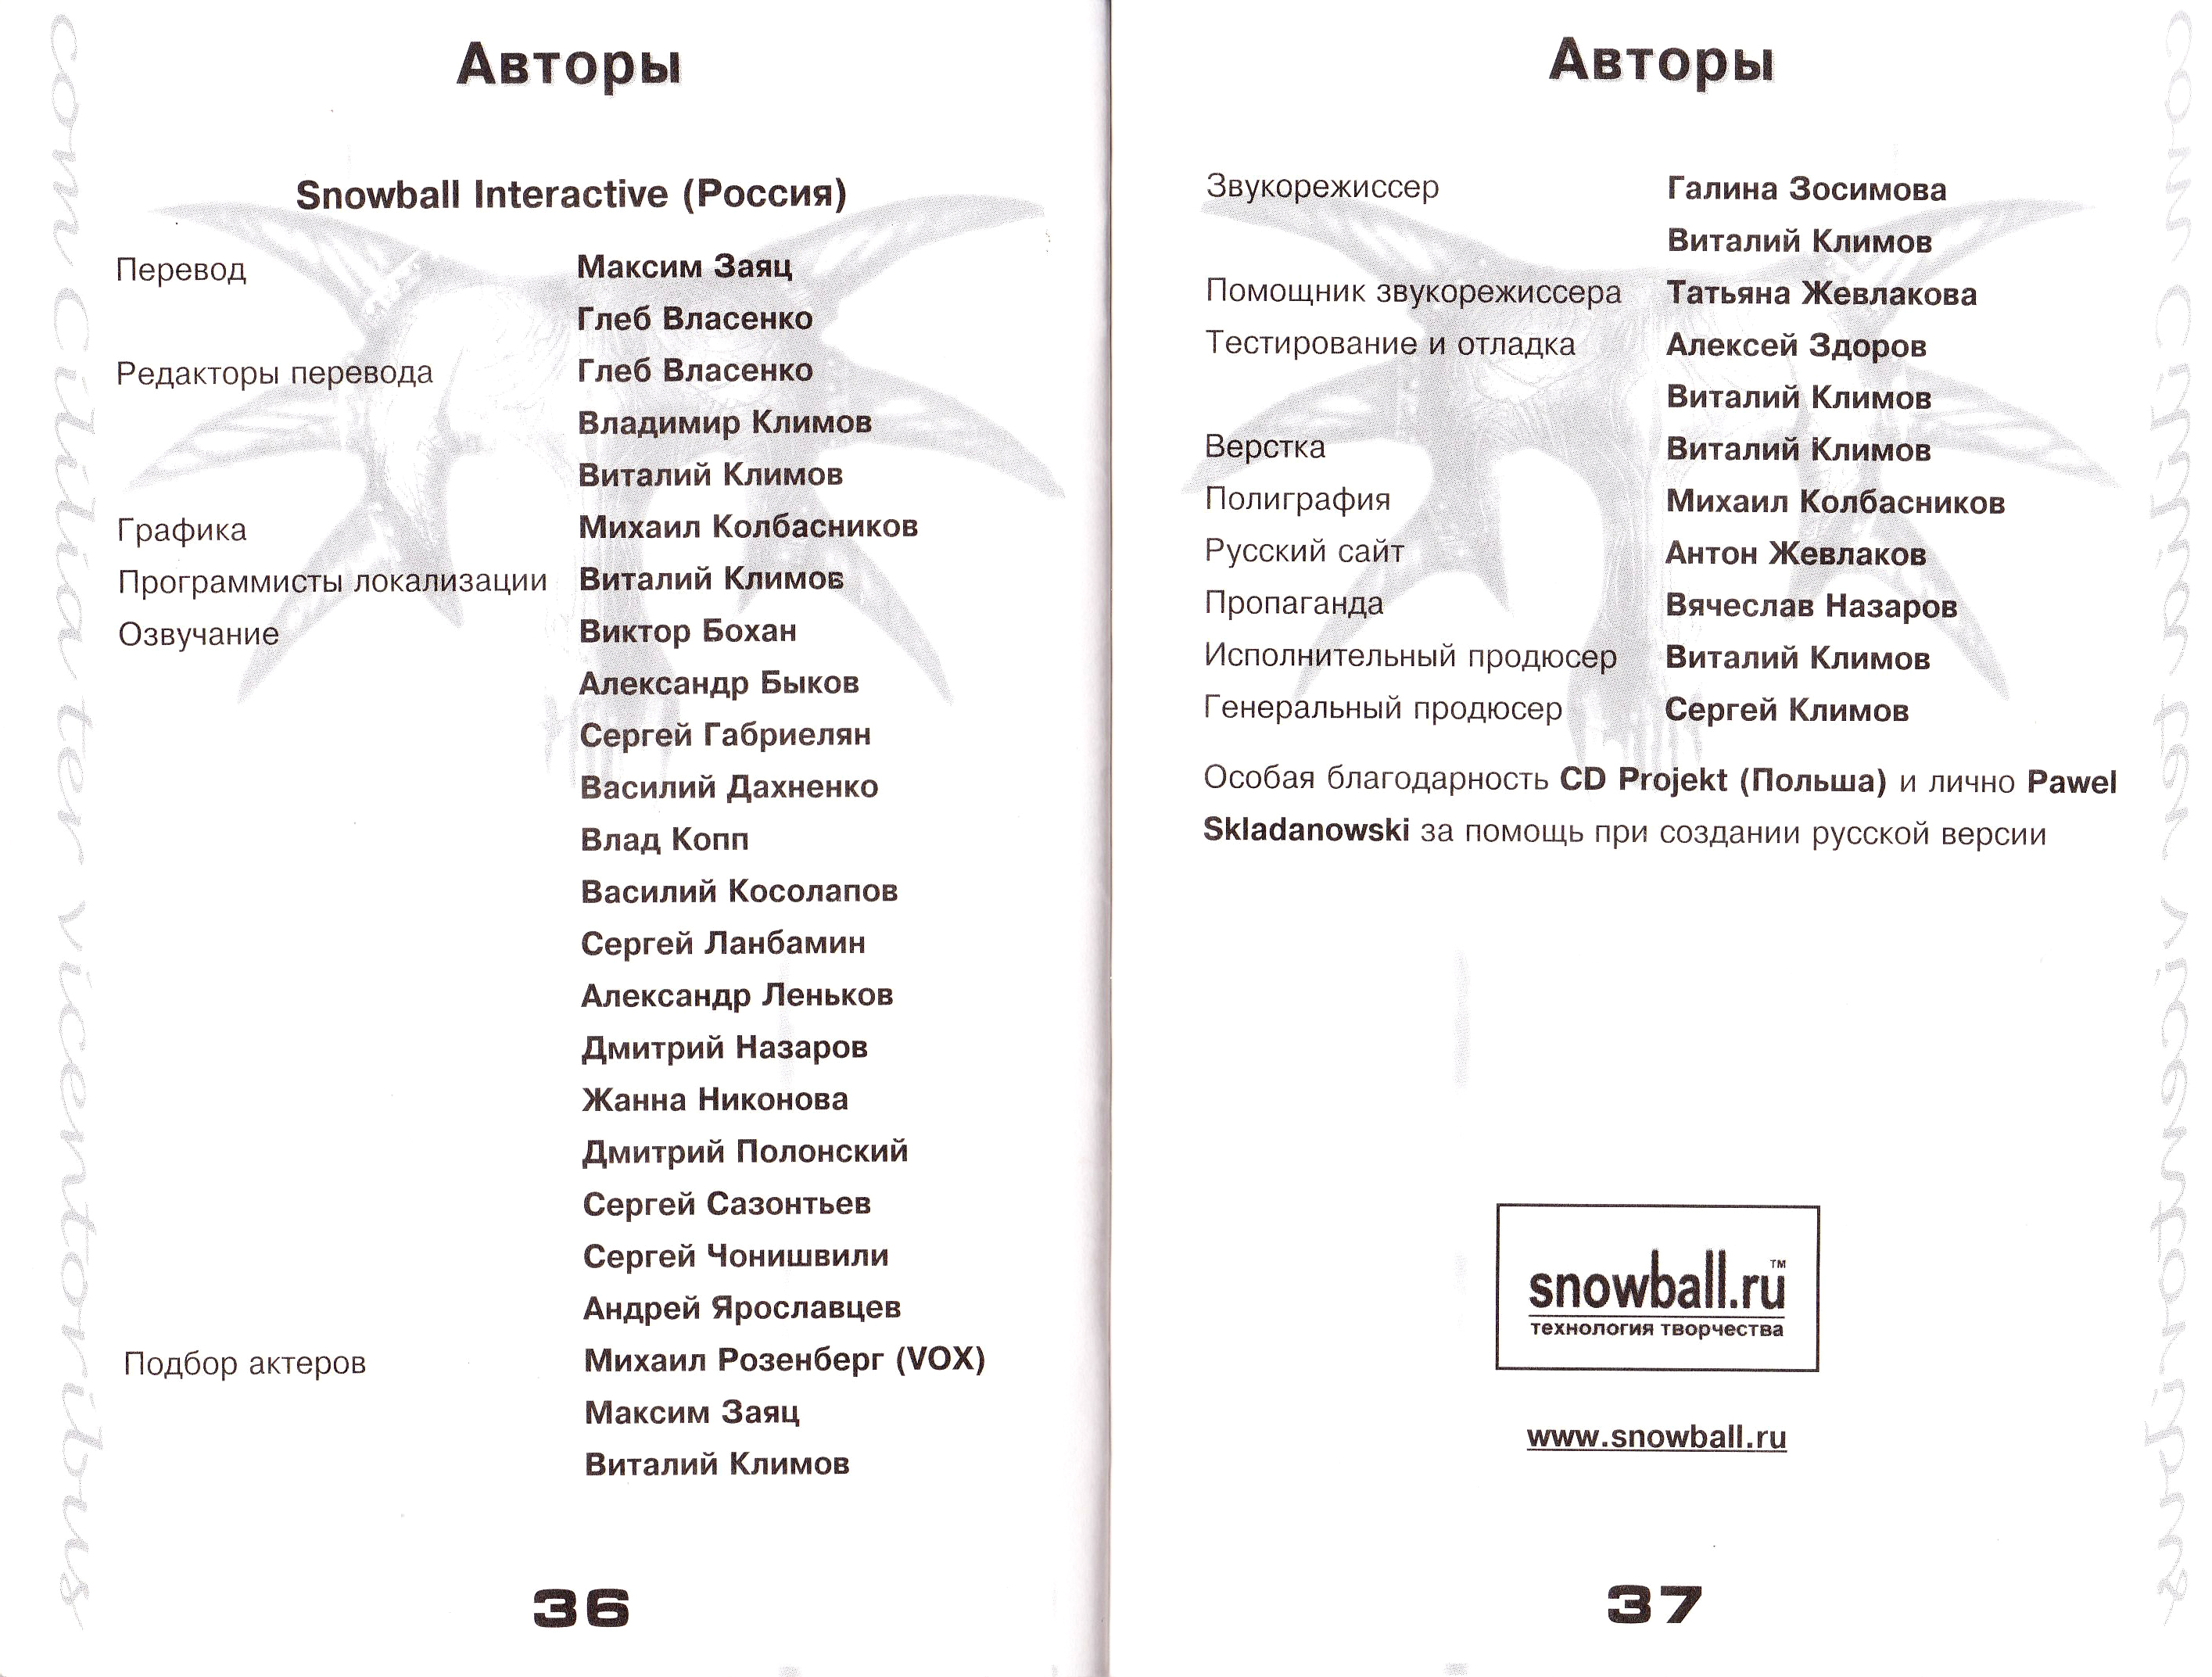 Авторы
Snowball Interactive (Россия)
Перевод Максим Заяц
Глеб Власенко
Редакторы перевода Глеб Власенко
Владимир Климов
Виталий Климов
Графика Михаил Колбасников
Программисты локализации Виталий Климов
Озвучание Виктор Бохан
Александр Быков
Сергей Габриелян
Василий Дахненко
Влад Копп
Василий Косолапов
Сергей Ланбамин
Александр Леньков
Дмитрий Назаров
Жанна Никонова
Дмитрий Полонский
Сергей Сазонтьев
Сергей Чонишвили
Андрей Ярославцев
Подбор актеров Михаил Розенберг (VOX)
Максим Заяц
Виталий Климов
36
Авторы
Звукорежиссер Галина Зосимова
Виталий Климов
Помощник звукорежиссера Татьяна Жевлакова
Тестирование и отладка Алексей Здоров
Виталий Климов
Верстка Виталий Климов
Полиграфия Михаил Колбасников
Русский сайт Антон Жевлаков
Пропаганда Вячеслав Назаров
Исполнительный продюсер Виталий Климов
Генеральный продюсер Сергей Климов
Особая благодарность CD Projekt (Польша) и лично Pawel
Skladanowski за помощь при создании русской версии
snowball.ru™
технология творчества
www.snowball.ru
37